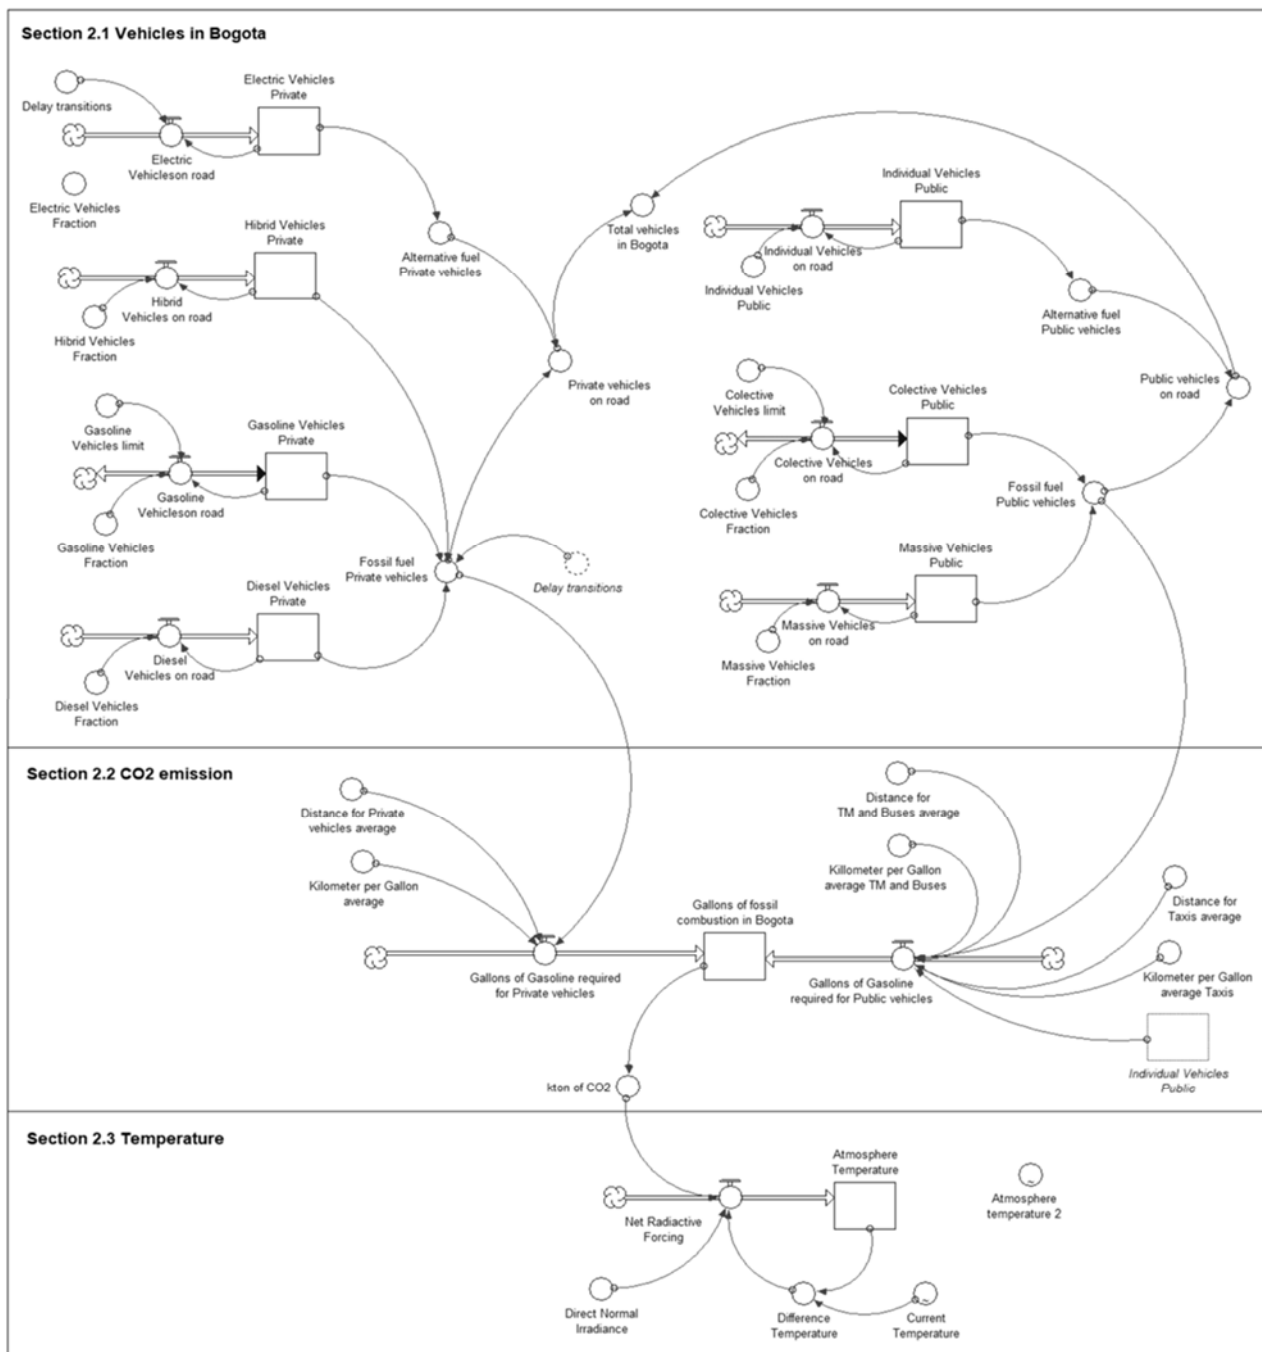 Section 2.1 Vehicles in Bogota
Delay transitions
Electric Vehicles
Private
Electric
Vehicleson road
Electric Vehicles
Fraction
Hibrid Vehicles
Private
Hibrid
Vehicles on road
Hibrid Vehicles
Fraction
Alternative fuel
Private vehicles
Gasoline
Vehicles limit
Gasoline Vehicles
Private
Gasoline
Vehicleson road
Gasoline Vehicles
Fraction
Private vehicles
on road
Fossil fuel
Private vehicles
Delay transitions
Diesel Vehicles
Private
Diesel
Vehicles on road
Diesel Vehicles
Fraction
Total vehicles
in Bogota
Individual Vehicles
Public
Individual Vehicles
on road
Individual Vehicles
Public
Alternative fuel
Public vehicles
Colective
Vehicles limit
Colective Vehicles
Public
Public vehicles
on road
Colective Vehicles
on road
Colective Vehicles
Fraction
Fossil fuel
Public vehicles
Massive Vehicles
Public
Massive Vehicles
on road
Massive Vehicles
Fraction
Section 2.2 CO2 emission
Distance for Private
vehicles average
Kilometer per Gallon
average
Distance for
TM and Buses average
Killometer per Gallon
average TM and Buses
Gallons of fossil
combustion in Bogota
Distance for
Taxis average
Gallons of Gasoline required
for Private vehicles
Gallons of Gasoline
required for Public vehicles
Kilometer per Gallon
average Taxis
Individual Vehicles
Public
kton of CO2
Section 2.3 Temperature
Atmosphere
Temperature
Atmosphere
temperature 2
Net Radiactive
Forcing
Direct Normal
Irradiance
Difference
Temperature
Current
Temperature